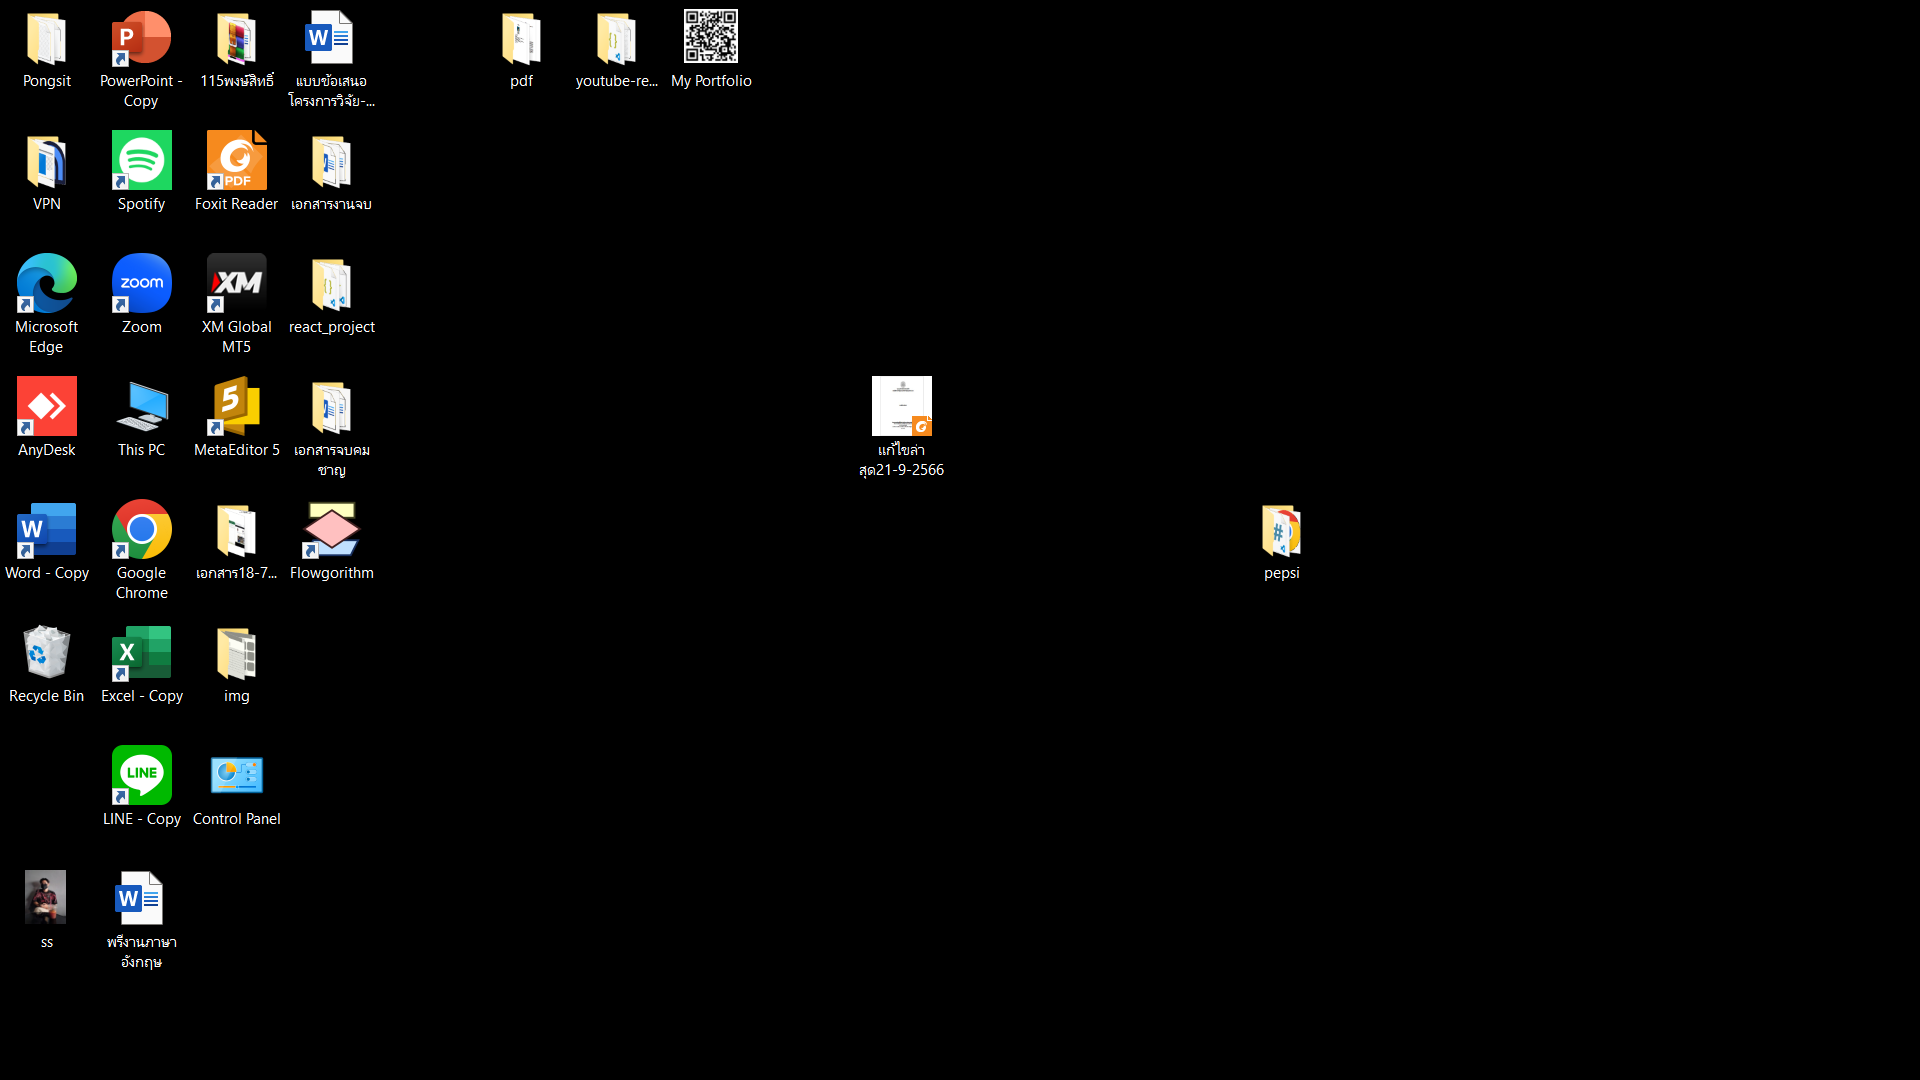 Pongsit
PowerPoint -
Copy
115พงษ์สิทธิ์
แบบข้อเสนอ
โครงการวิจัย-...
pdf
youtube-re...
My Portfolio
VPN
Spotify
PDF
Foxit Reader
เอกสารงานจบ
Microsoft
Edge
zoom
Zoom
XM
XM Global
MT5
react_project
AnyDesk
This PC
5
MetaEditor 5
เอกสารจบคม
ชาญ
แก้ไขล่า
สุด21-9-2566
W
Word - Copy
Google
Chrome
เอกสาร18-7...
Flowgorithm
pepsi
Recycle Bin
X
Excel - Copy
img
LINE
LINE - Copy
Control Panel
ss
W
พรีงานภาษา
อังกฤษ